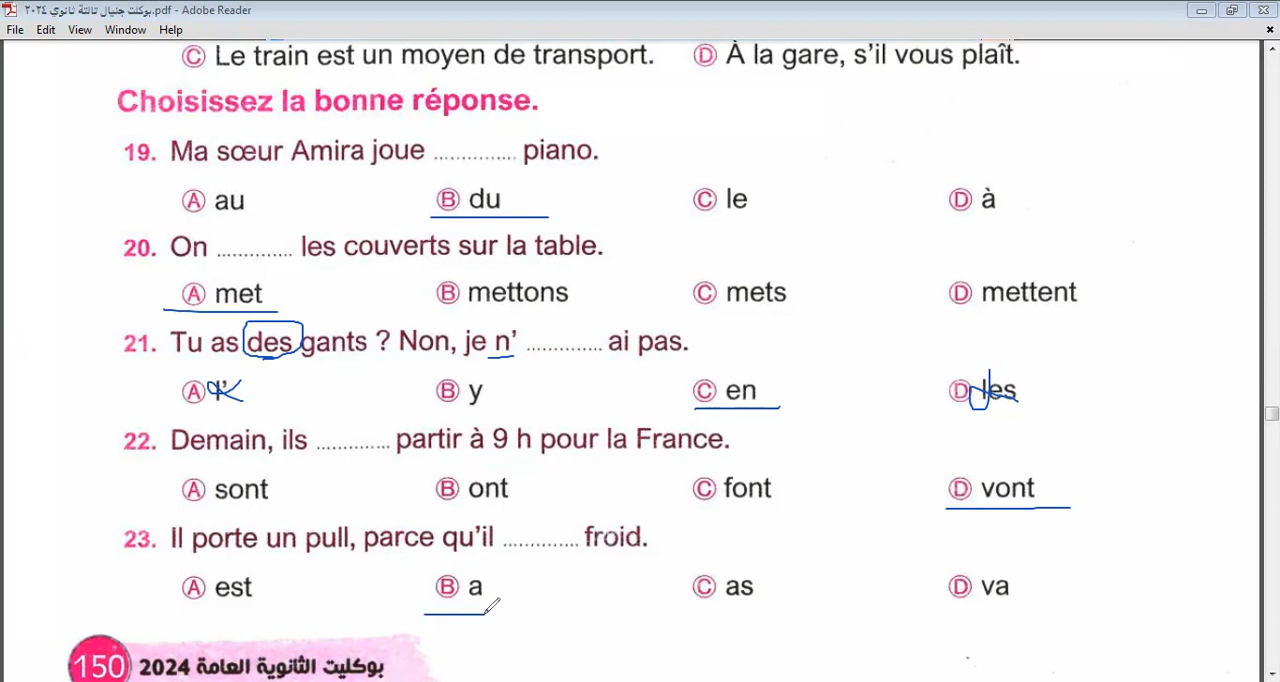 بوكلت جنيال تالتة ثانوي ٢٠٢٤.pdf - Adobe Reader
File Edit View Window Help
C Le train est un moyen de transport. D À la gare, s'il vous plaît.
Choisissez la bonne réponse.
19. Ma sœur Amira joue ............... piano.
A au B du C le D à
20. On .............. les couverts sur la table.
A met B mettons C mets D mettent
21. Tu as des gants ? Non, je n' .............. ai pas.
A l' B y C en D les
22. Demain, ils .............. partir à 9 h pour la France.
A sont B ont C font D vont
23. Il porte un pull, parce qu'il .............. froid.
A est B a C as D va
150 بوكليت الثانوية العامة 2024